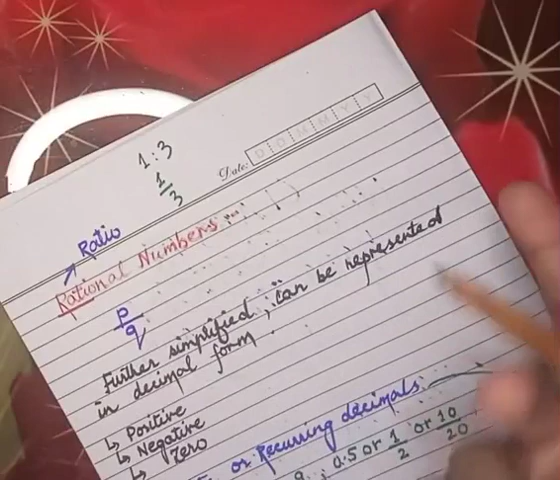 1:3
1/3
Date: D D M M Y Y
Ratio
Rational Numbers
p/q
Further simplified, can be represented
in decimal form.
↳ Positive
↳ Negative
↳ Zero
or Recurring decimals
0.5 or 1/2 or 10/20